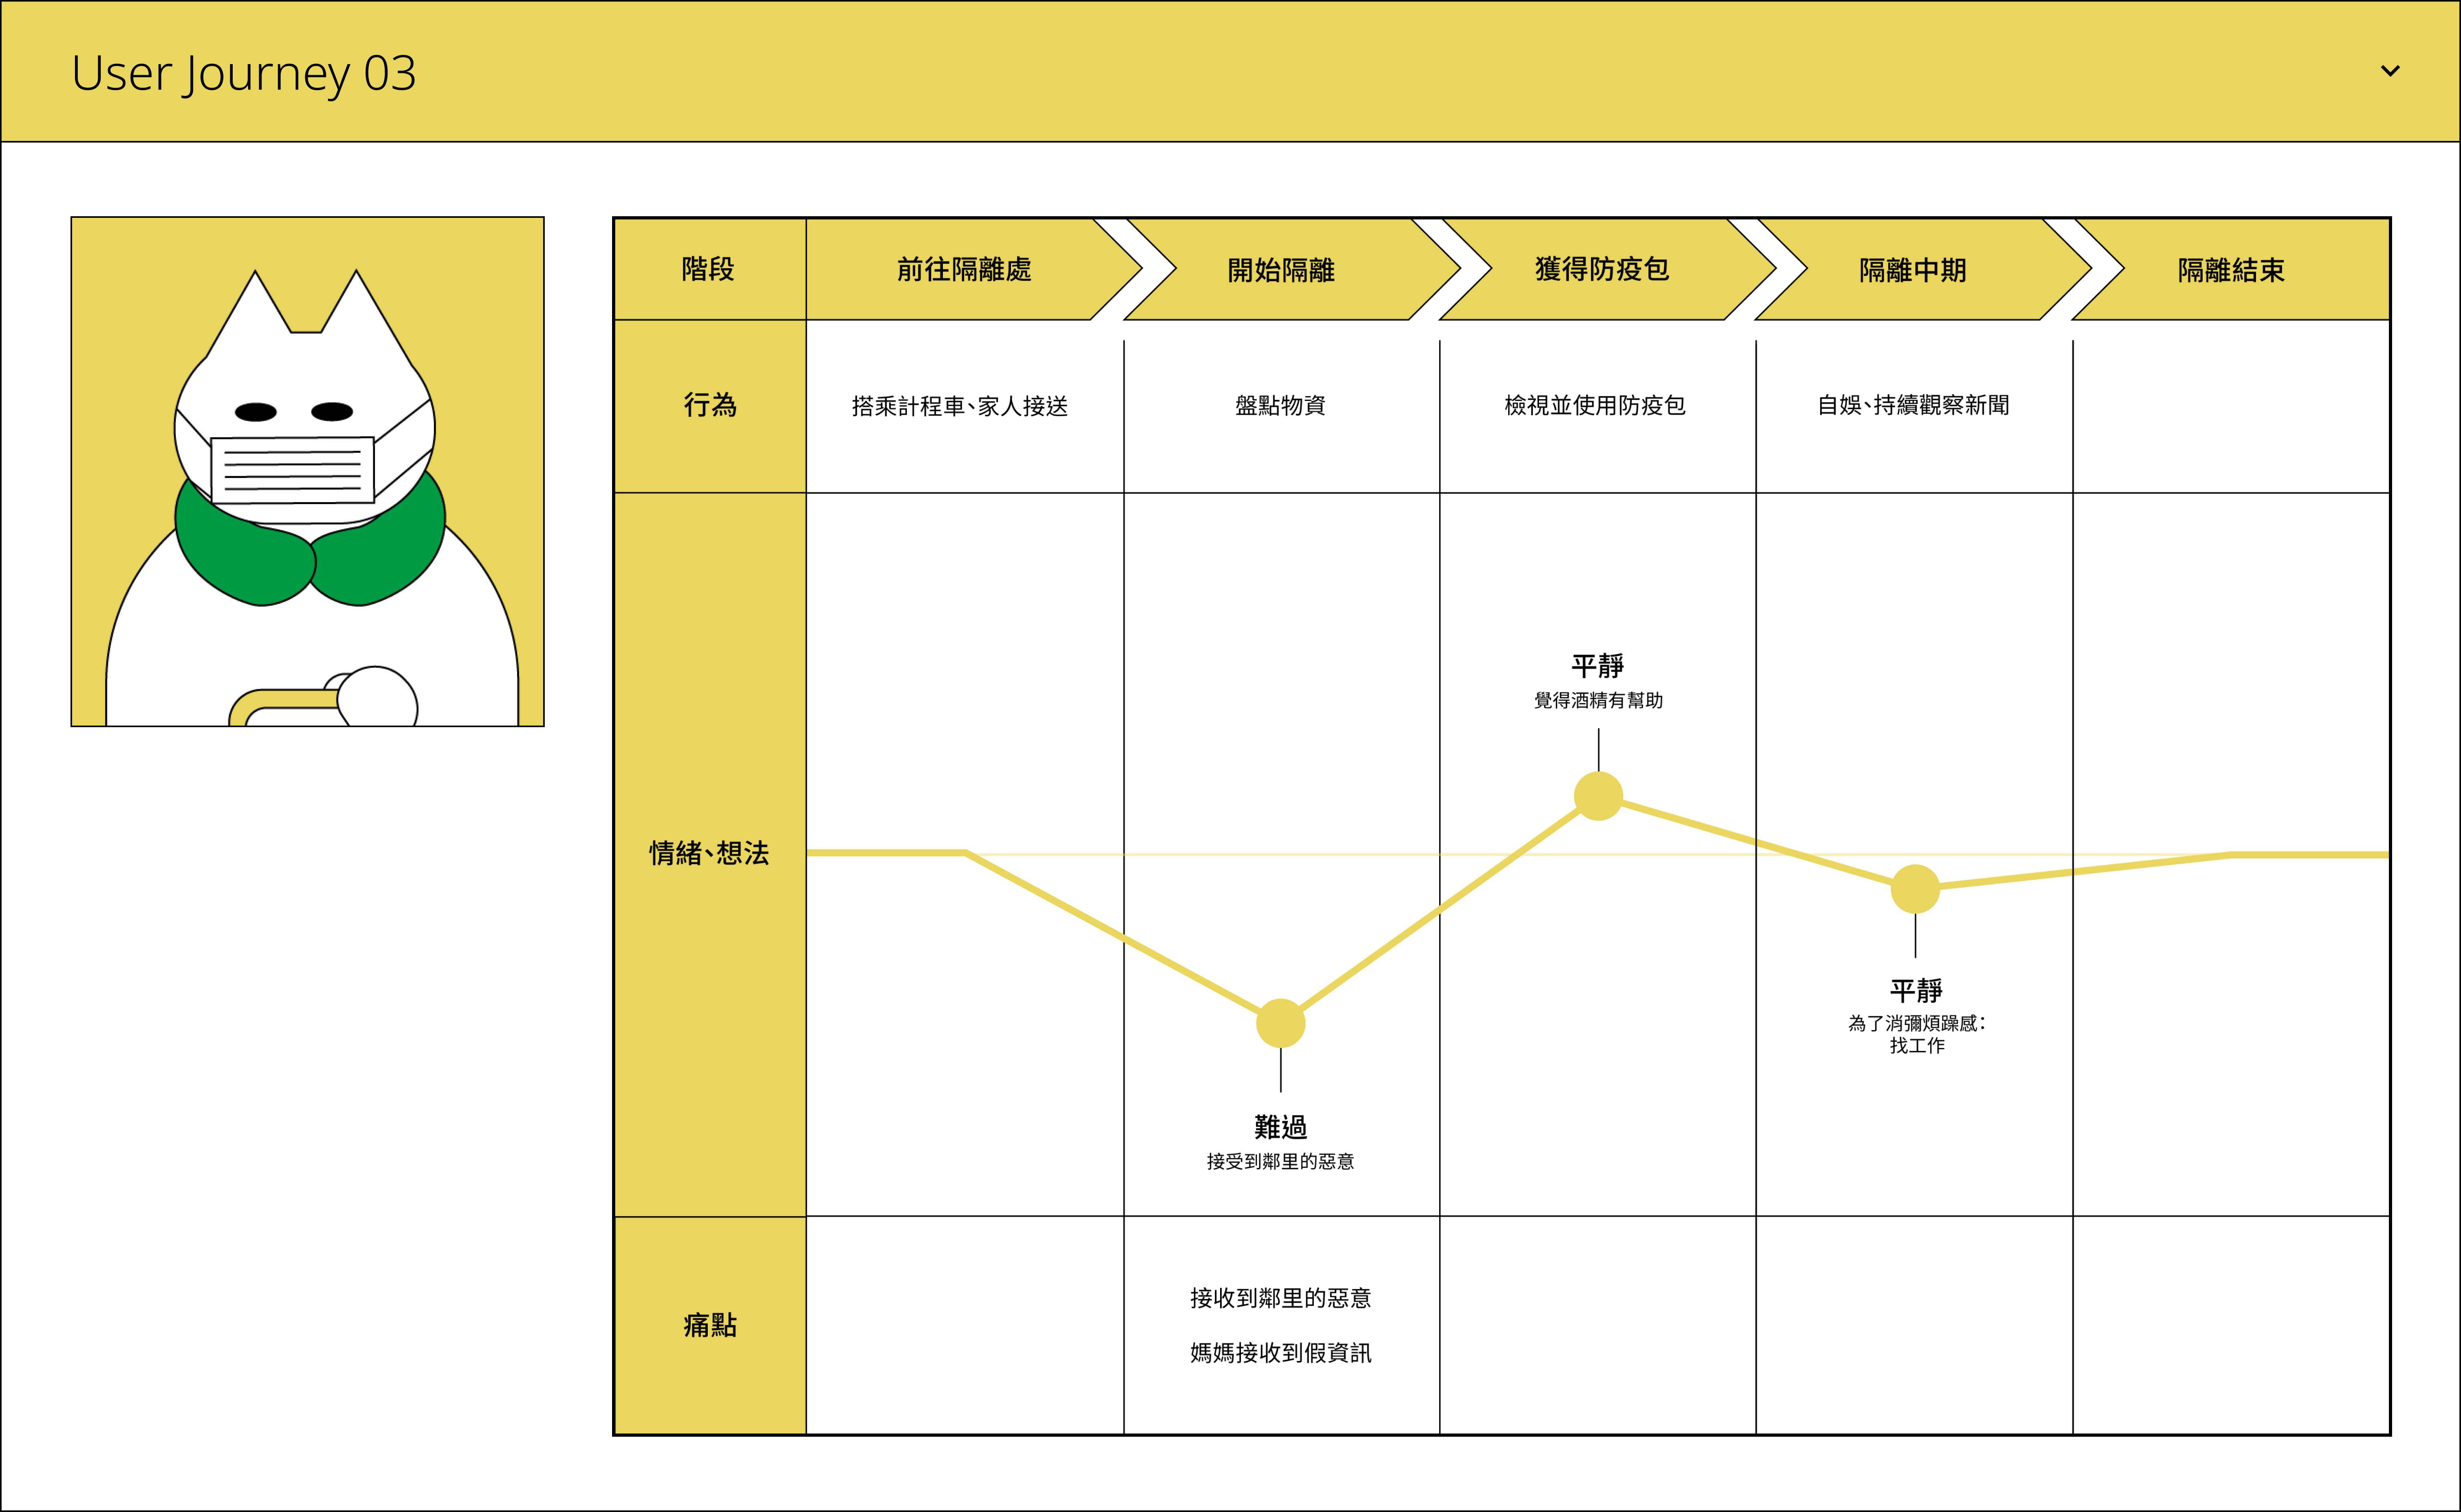 User Journey 03
階段
前往隔離處
開始隔離
獲得防疫包
隔離中期
隔離結束
行為
搭乘計程車、家人接送
盤點物資
檢視並使用防疫包
自娛、持續觀察新聞
情緒、想法
平靜
覺得酒精有幫助
難過
接受到鄰里的惡意
平靜
為了消彌煩躁感：
找工作
痛點
接收到鄰里的惡意
媽媽接收到假資訊